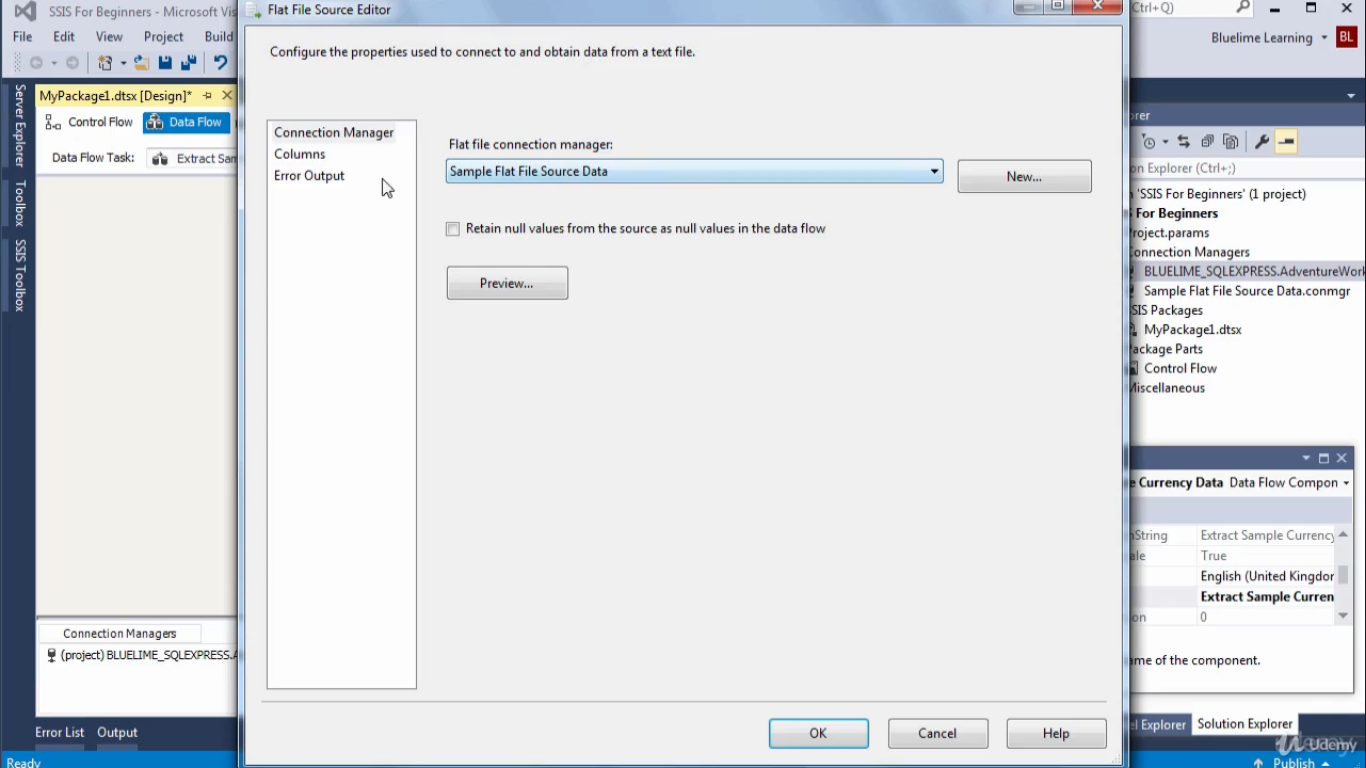 SSIS For Beginners - Microsoft Vis
Flat File Source Editor
Ctrl+Q)
File Edit View Project Build
Bluelime Learning BL
Configure the properties used to connect to and obtain data from a text file.
Server Explorer
Toolbox
SSIS Toolbox
MyPackage1.dtsx [Design]*
Control Flow Data Flow
Data Flow Task: Extract Sam
Connection Manager
Columns
Error Output
Flat file connection manager:
Sample Flat File Source Data
New...
Retain null values from the source as null values in the data flow
Preview...
orer
on Explorer (Ctrl+;)
n 'SSIS For Beginners' (1 project)
S For Beginners
roject.params
onnection Managers
BLUELIME_SQLEXPRESS.AdventureWork
Sample Flat File Source Data.conmgr
SIS Packages
MyPackage1.dtsx
ackage Parts
Control Flow
Miscellaneous
e Currency Data Data Flow Compon
nString Extract Sample Currency
ale True
English (United Kingdor
Extract Sample Curren
on 0
ame of the component.
Connection Managers
(project) BLUELIME_SQLEXPRESS.A
Error List Output
OK Cancel Help
el Explorer Solution Explorer
Udemy
Ready
Publish